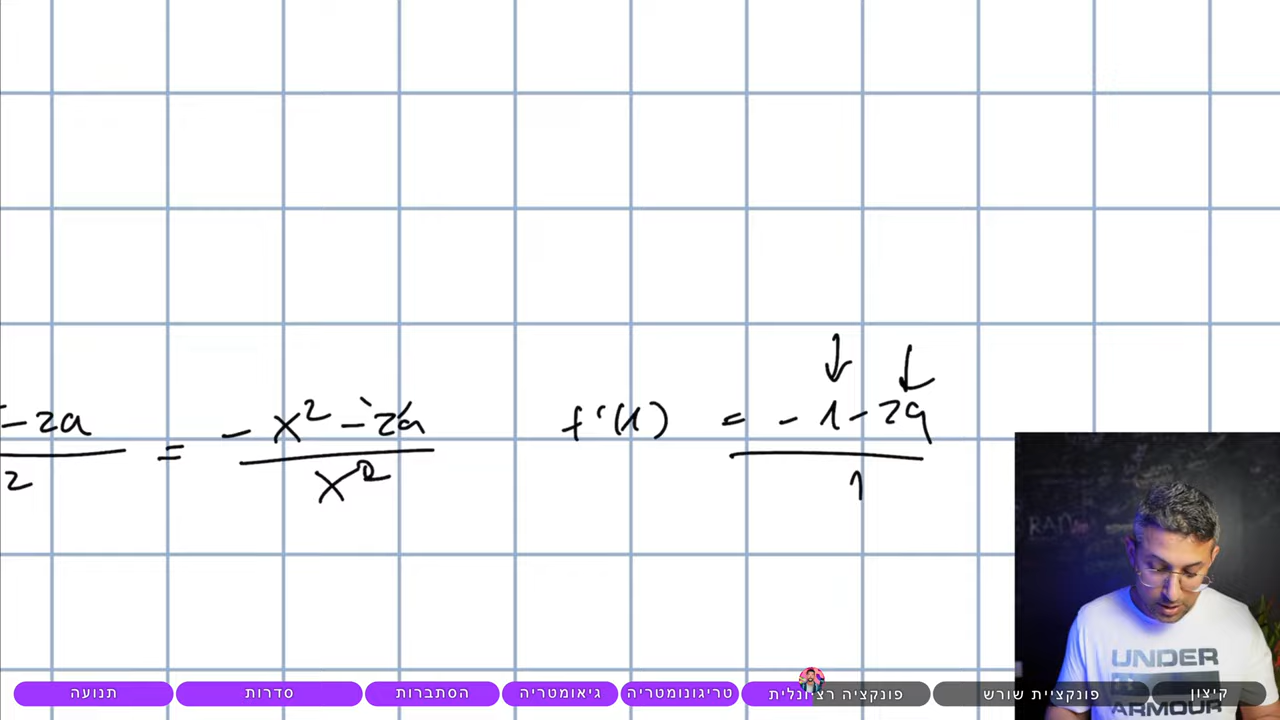 -2a / 2 = (-x² - 2a) / x²
f'(1) = (-1 - 2a) / 1
UNDER
ARMOUR
תנועה
סדרות
הסתברות
גיאומטריה
טריגונומטריה
פונקציה רציונלית
פונקציית שורש
קיצון